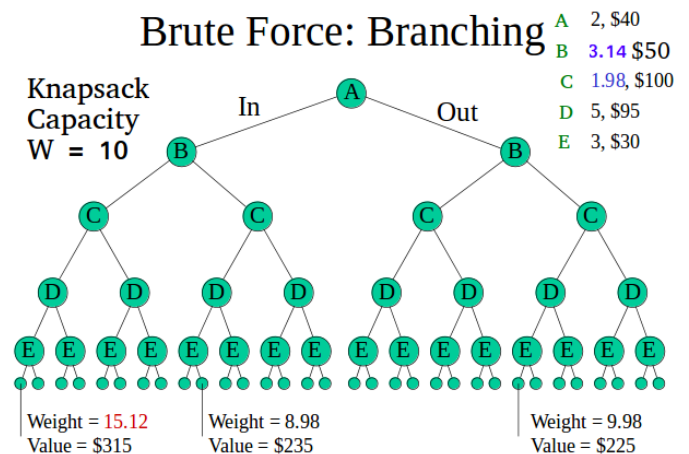 Brute Force: Branching
A 2, $40
B 3.14 $50
C 1.98, $100
D 5, $95
E 3, $30
Knapsack
Capacity
W = 10
In
Out
A
B B
C C C C
D D D D D D D D
E E E E E E E E E E E E E E E E
Weight = 15.12
Value = $315
Weight = 8.98
Value = $235
Weight = 9.98
Value = $225